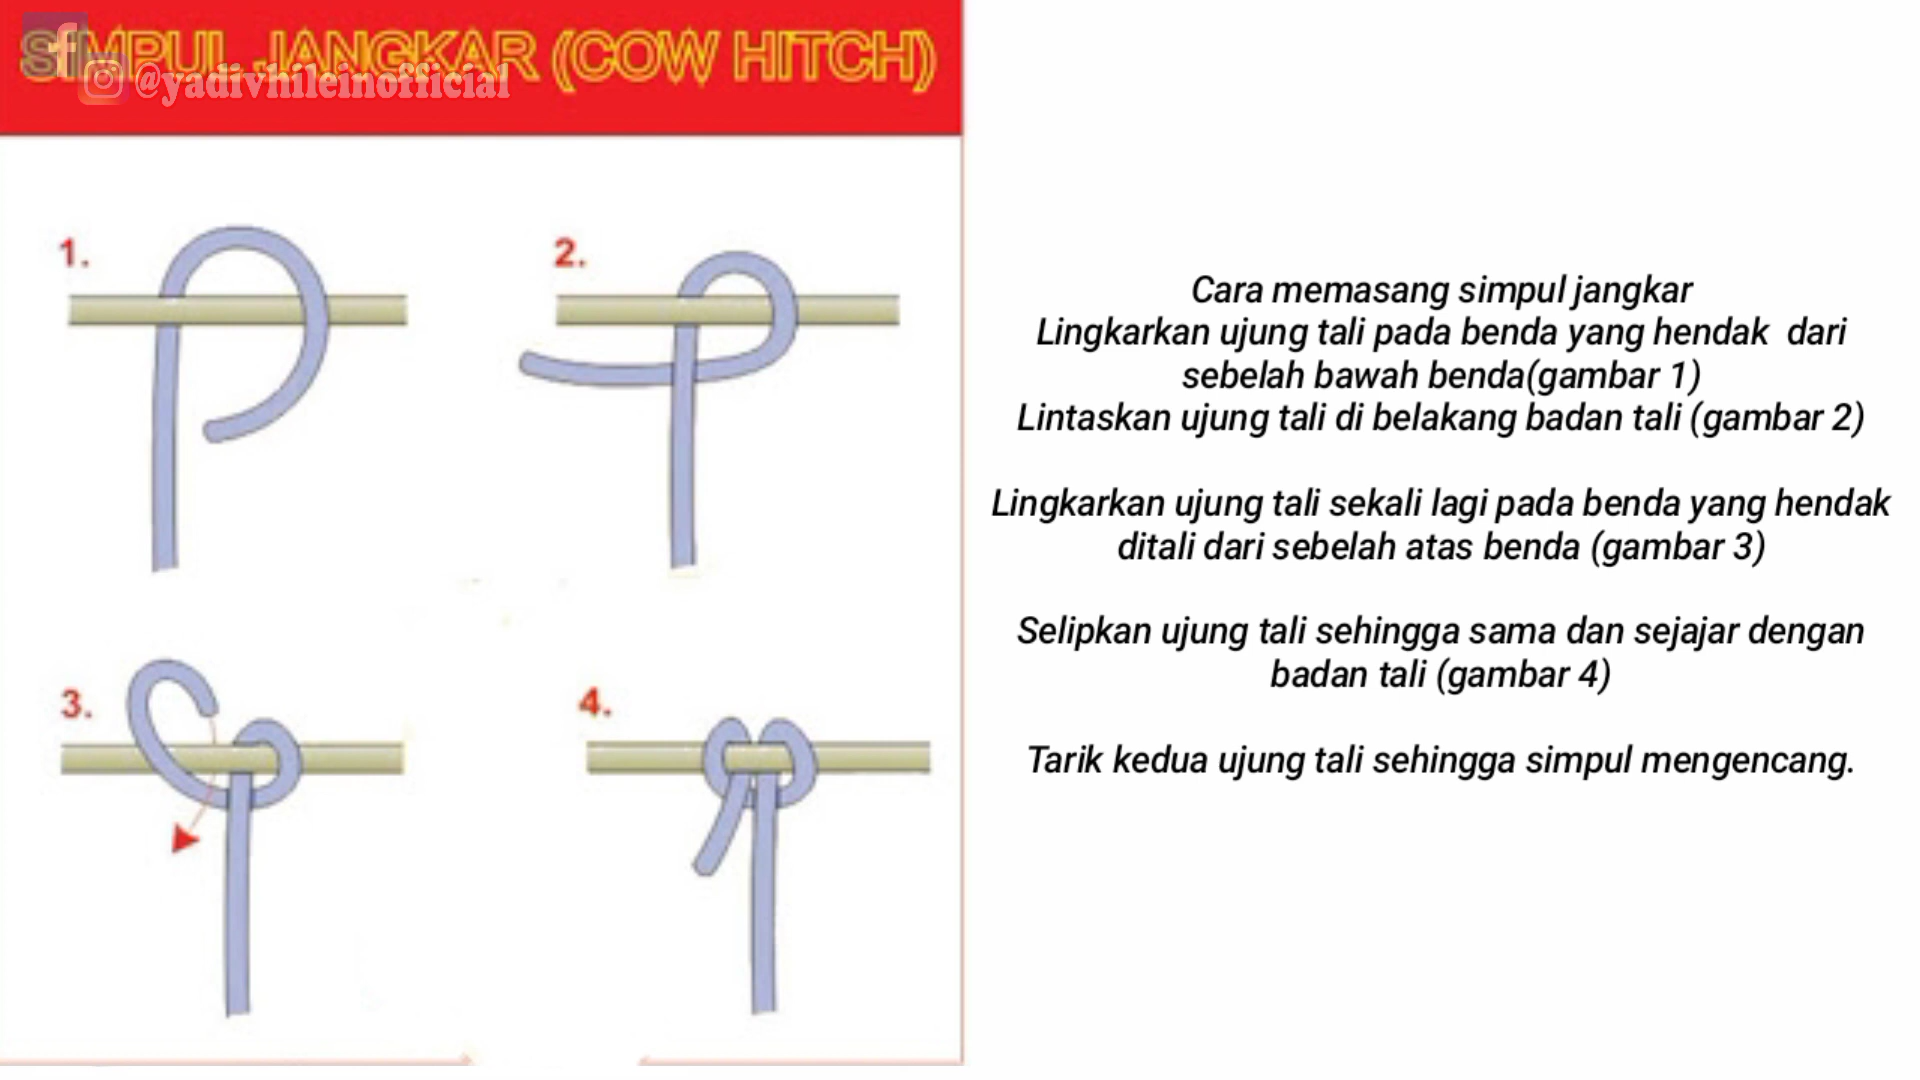 SIMPUL JANGKAR (COW HITCH)
@yadivhileinofficial
1.
2.
3.
4.
Cara memasang simpul jangkar
Lingkarkan ujung tali pada benda yang hendak dari
sebelah bawah benda(gambar 1)
Lintaskan ujung tali di belakang badan tali (gambar 2)
Lingkarkan ujung tali sekali lagi pada benda yang hendak
ditali dari sebelah atas benda (gambar 3)
Selipkan ujung tali sehingga sama dan sejajar dengan
badan tali (gambar 4)
Tarik kedua ujung tali sehingga simpul mengencang.